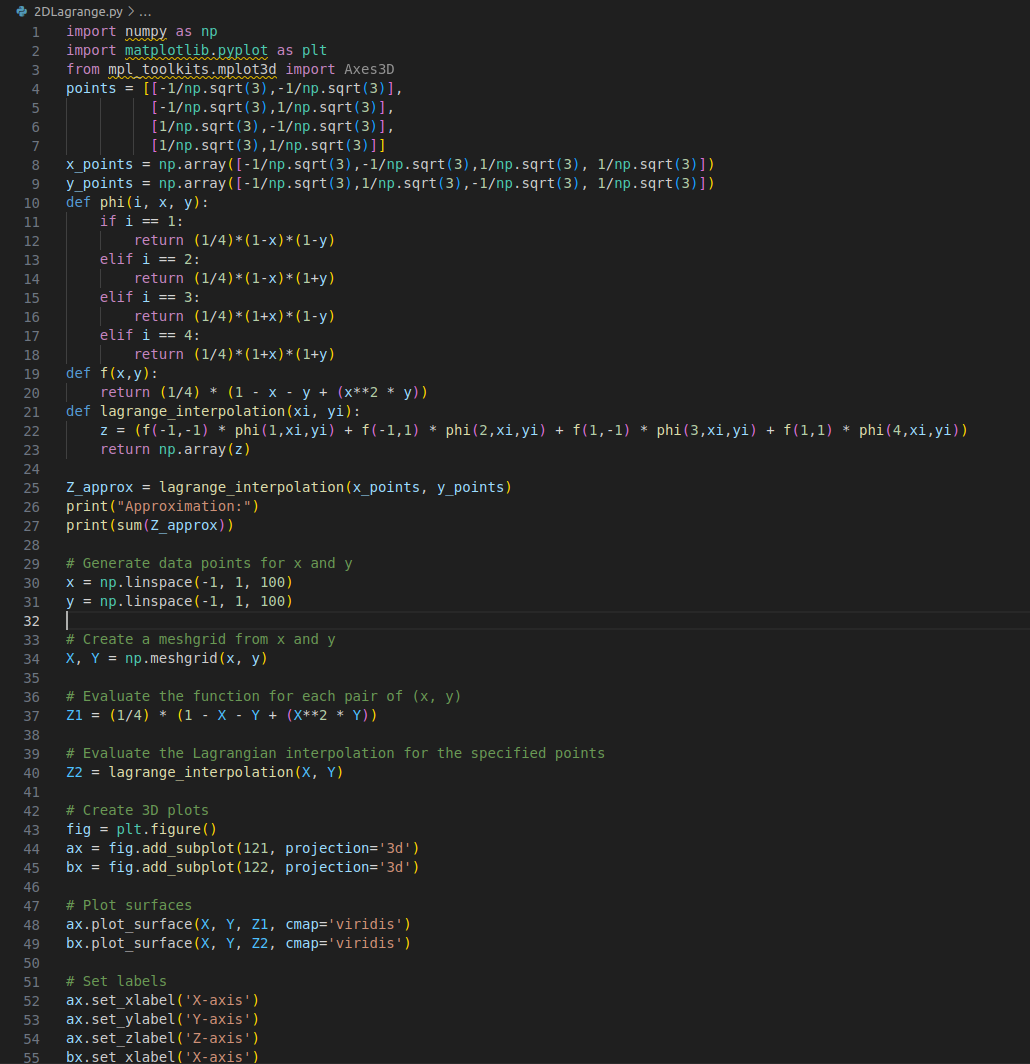 2DLagrange.py > ...
1 import numpy as np
2 import matplotlib.pyplot as plt
3 from mpl_toolkits.mplot3d import Axes3D
4 points = [[-1/np.sqrt(3),-1/np.sqrt(3)],
5           [-1/np.sqrt(3),1/np.sqrt(3)],
6           [1/np.sqrt(3),-1/np.sqrt(3)],
7           [1/np.sqrt(3),1/np.sqrt(3)]]
8 x_points = np.array([-1/np.sqrt(3),-1/np.sqrt(3),1/np.sqrt(3), 1/np.sqrt(3)])
9 y_points = np.array([-1/np.sqrt(3),1/np.sqrt(3),-1/np.sqrt(3), 1/np.sqrt(3)])
10 def phi(i, x, y):
11     if i == 1:
12         return (1/4)*(1-x)*(1-y)
13     elif i == 2:
14         return (1/4)*(1-x)*(1+y)
15     elif i == 3:
16         return (1/4)*(1+x)*(1-y)
17     elif i == 4:
18         return (1/4)*(1+x)*(1+y)
19 def f(x,y):
20     return (1/4) * (1 - x - y + (x**2 * y))
21 def lagrange_interpolation(xi, yi):
22     z = (f(-1,-1) * phi(1,xi,yi) + f(-1,1) * phi(2,xi,yi) + f(1,-1) * phi(3,xi,yi) + f(1,1) * phi(4,xi,yi))
23     return np.array(z)
24
25 Z_approx = lagrange_interpolation(x_points, y_points)
26 print("Approximation:")
27 print(sum(Z_approx))
28
29 # Generate data points for x and y
30 x = np.linspace(-1, 1, 100)
31 y = np.linspace(-1, 1, 100)
32
33 # Create a meshgrid from x and y
34 X, Y = np.meshgrid(x, y)
35
36 # Evaluate the function for each pair of (x, y)
37 Z1 = (1/4) * (1 - X - Y + (X**2 * Y))
38
39 # Evaluate the Lagrangian interpolation for the specified points
40 Z2 = lagrange_interpolation(X, Y)
41
42 # Create 3D plots
43 fig = plt.figure()
44 ax = fig.add_subplot(121, projection='3d')
45 bx = fig.add_subplot(122, projection='3d')
46
47 # Plot surfaces
48 ax.plot_surface(X, Y, Z1, cmap='viridis')
49 bx.plot_surface(X, Y, Z2, cmap='viridis')
50
51 # Set labels
52 ax.set_xlabel('X-axis')
53 ax.set_ylabel('Y-axis')
54 ax.set_zlabel('Z-axis')
55 bx.set_xlabel('X-axis')